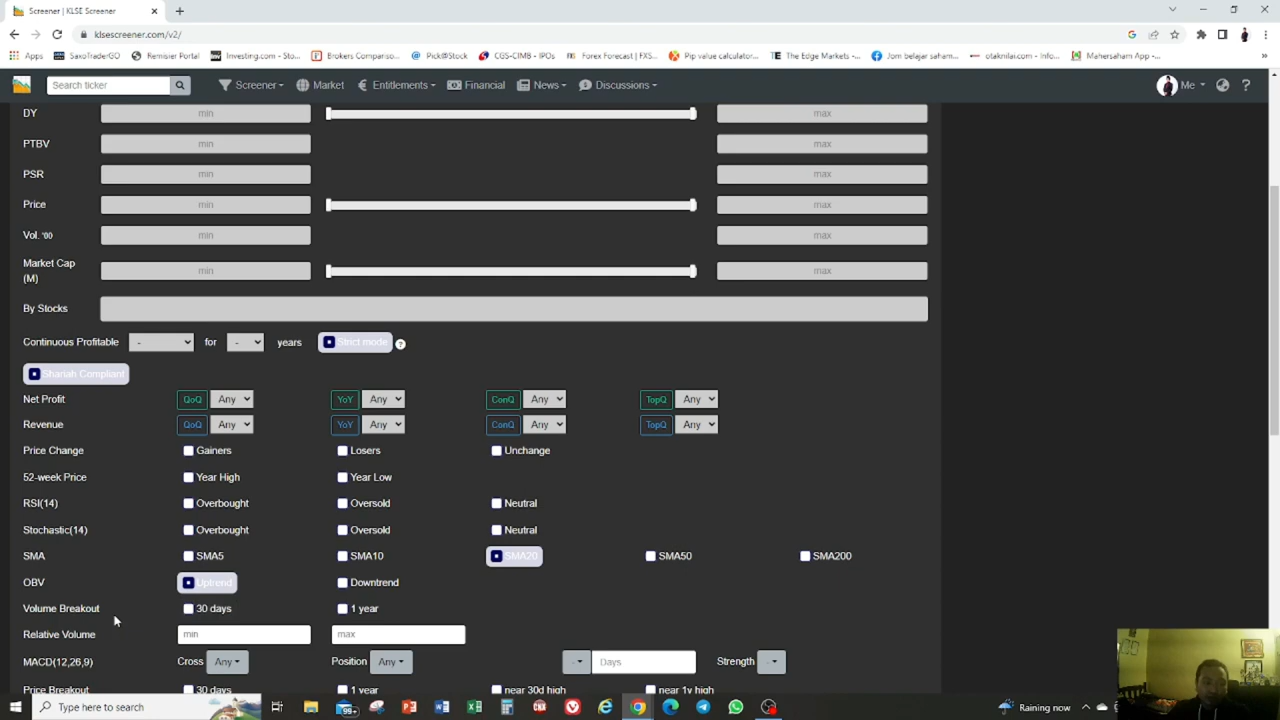 Screener | KLSE Screener
klsescreener.com/v2/
Apps SaxoTraderGO Remisier Portal Investing.com - Sto... Brokers Compariso... Pick@Stock CGS-CIMB - IPOs Forex Forecast | FXS... Pip value calculator... The Edge Markets -... Jom belajar saham... otaknilai.com - Infor... Mahersaham App -...
Search ticker Screener Market Entitlements Financial News Discussions Me
DY min max
PTBV min max
PSR min max
Price min max
Vol. '00 min max
Market Cap
(M) min max
By Stocks
Continuous Profitable - for - years Strict mode
Shariah Compliant
Net Profit QoQ Any YoY Any ConQ Any TopQ Any
Revenue QoQ Any YoY Any ConQ Any TopQ Any
Price Change Gainers Losers Unchange
52-week Price Year High Year Low
RSI(14) Overbought Oversold Neutral
Stochastic(14) Overbought Oversold Neutral
SMA SMA5 SMA10 SMA20 SMA50 SMA200
OBV Uptrend Downtrend
Volume Breakout 30 days 1 year
Relative Volume min max
MACD(12,26,9) Cross Any Position Any - Days Strength -
Price Breakout 30 days 1 year near 30d high near 1y high
Type here to search 99+ Raining now